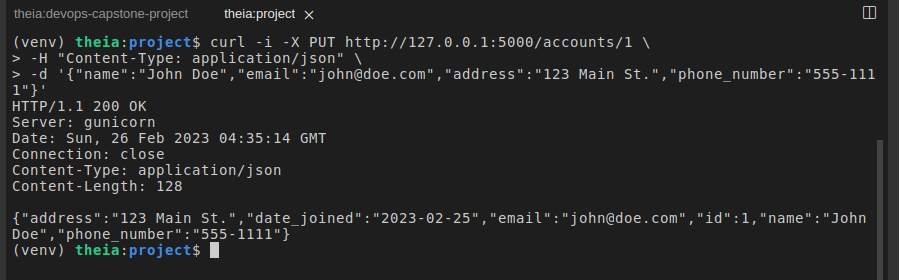 theia:devops-capstone-project theia:project
(venv) theia:project$ curl -i -X PUT http://127.0.0.1:5000/accounts/1 \
> -H "Content-Type: application/json" \
> -d '{"name":"John Doe","email":"john@doe.com","address":"123 Main St.","phone_number":"555-111
1"}'
HTTP/1.1 200 OK
Server: gunicorn
Date: Sun, 26 Feb 2023 04:35:14 GMT
Connection: close
Content-Type: application/json
Content-Length: 128
{"address":"123 Main St.","date_joined":"2023-02-25","email":"john@doe.com","id":1,"name":"John
Doe","phone_number":"555-1111"}
(venv) theia:project$